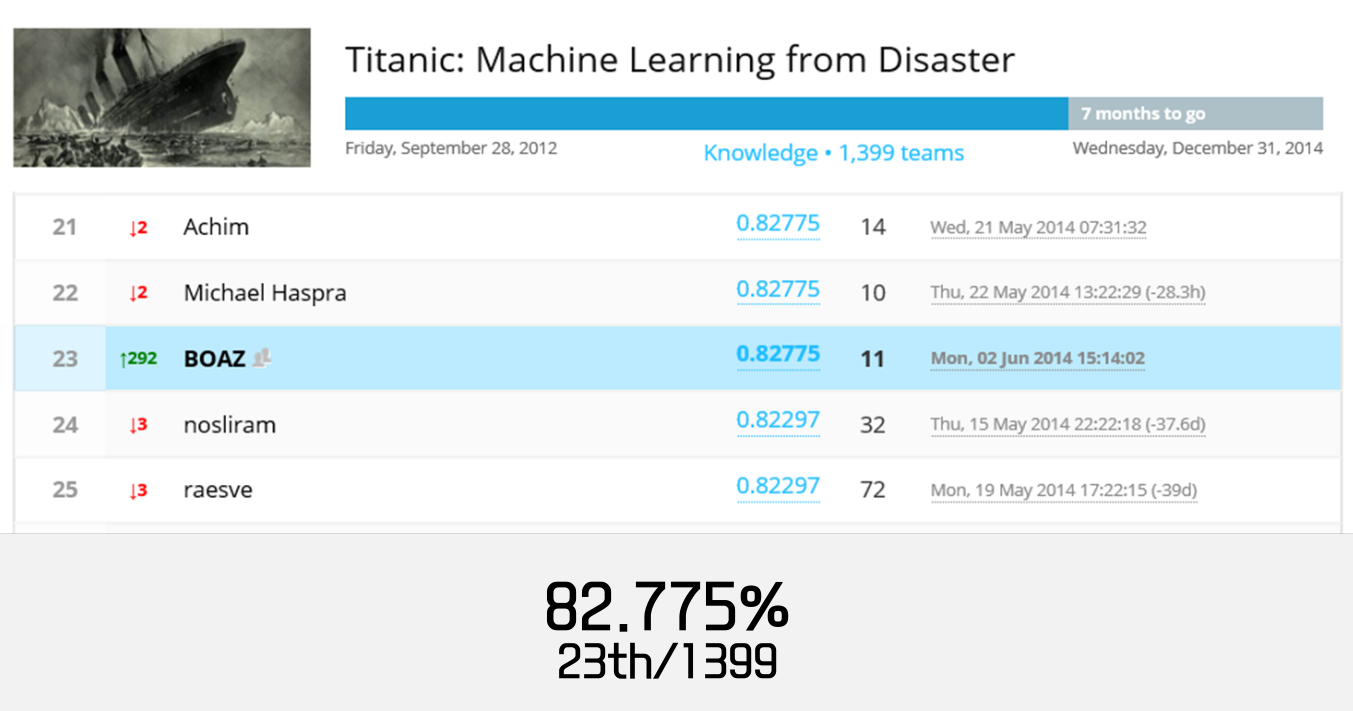 Titanic: Machine Learning from Disaster
7 months to go
Friday, September 28, 2012 Knowledge • 1,399 teams Wednesday, December 31, 2014
21 ↓2 Achim 0.82775 14 Wed, 21 May 2014 07:31:32
22 ↓2 Michael Haspra 0.82775 10 Thu, 22 May 2014 13:22:29 (-28.3h)
23 ↑292 BOAZ 0.82775 11 Mon, 02 Jun 2014 15:14:02
24 ↓3 nosliram 0.82297 32 Thu, 15 May 2014 22:22:18 (-37.6d)
25 ↓3 raesve 0.82297 72 Mon, 19 May 2014 17:22:15 (-39d)
82.775%
23th/1399